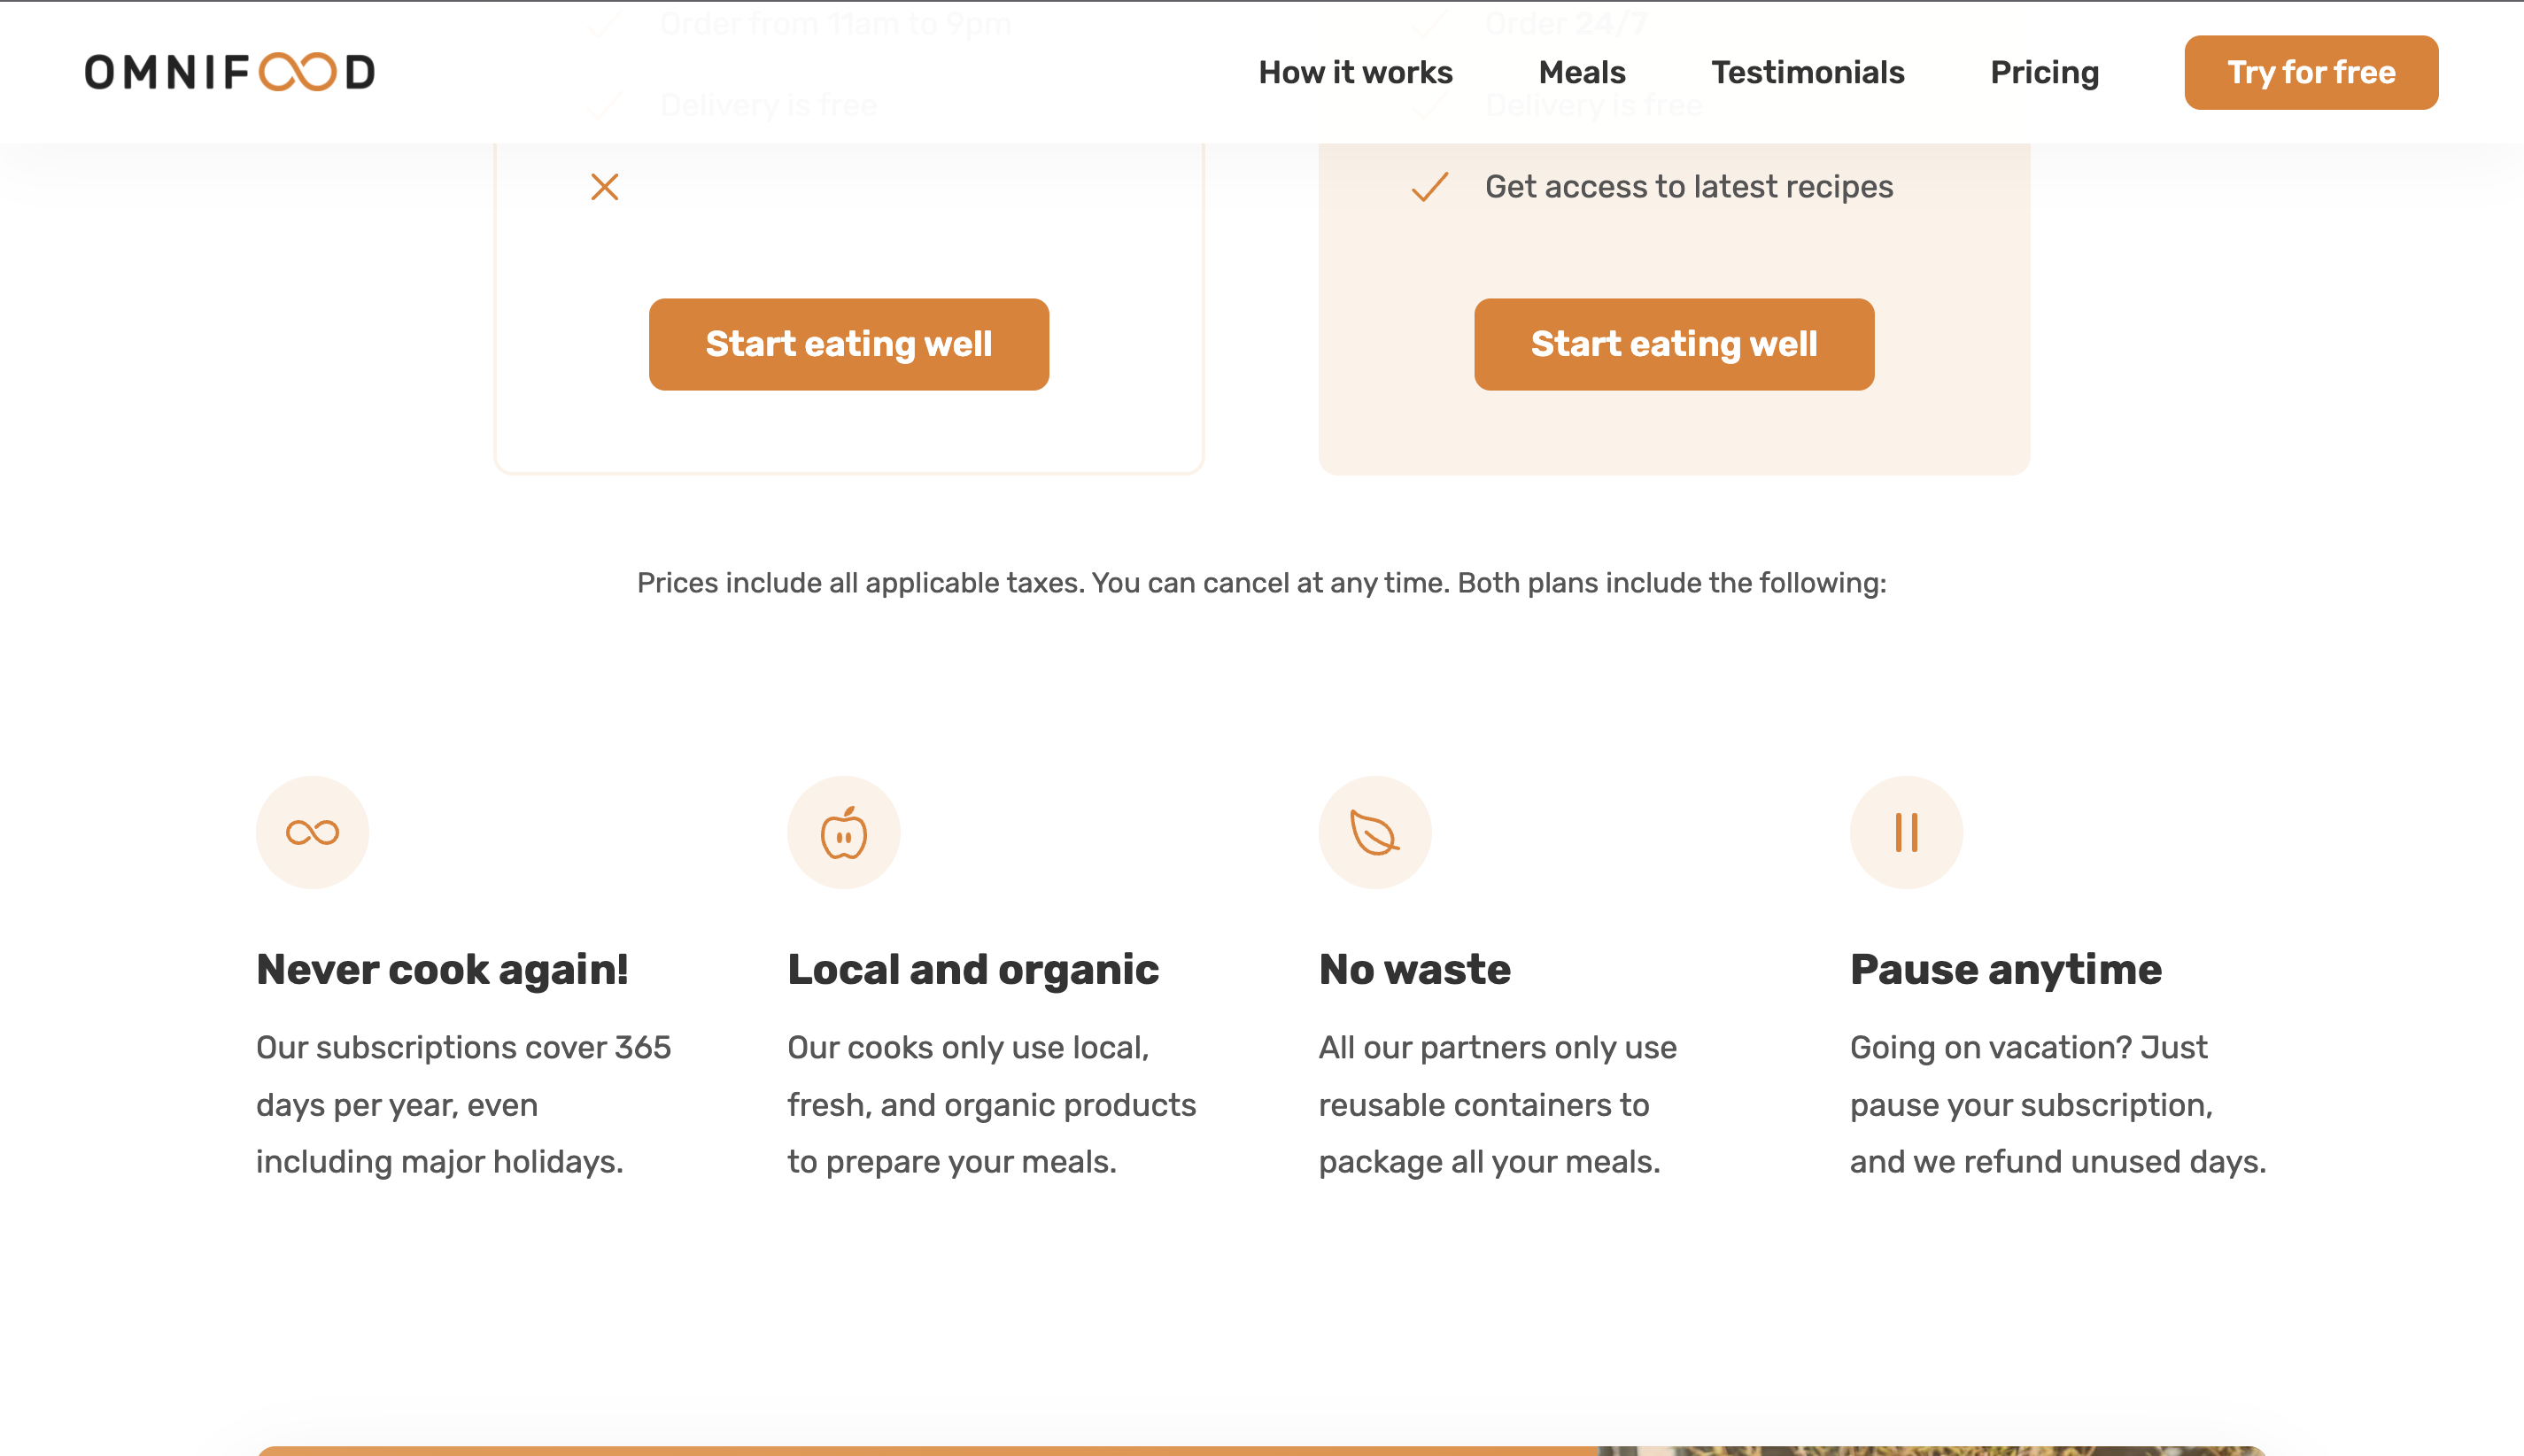 Order from 11am to 9pm
Order 24/7
OMNIFOOD
How it works
Meals
Testimonials
Pricing
Try for free
Delivery is free
Delivery is free
Get access to latest recipes
Start eating well
Start eating well
Prices include all applicable taxes. You can cancel at any time. Both plans include the following:
Never cook again!
Our subscriptions cover 365
days per year, even
including major holidays.
Local and organic
Our cooks only use local,
fresh, and organic products
to prepare your meals.
No waste
All our partners only use
reusable containers to
package all your meals.
Pause anytime
Going on vacation? Just
pause your subscription,
and we refund unused days.